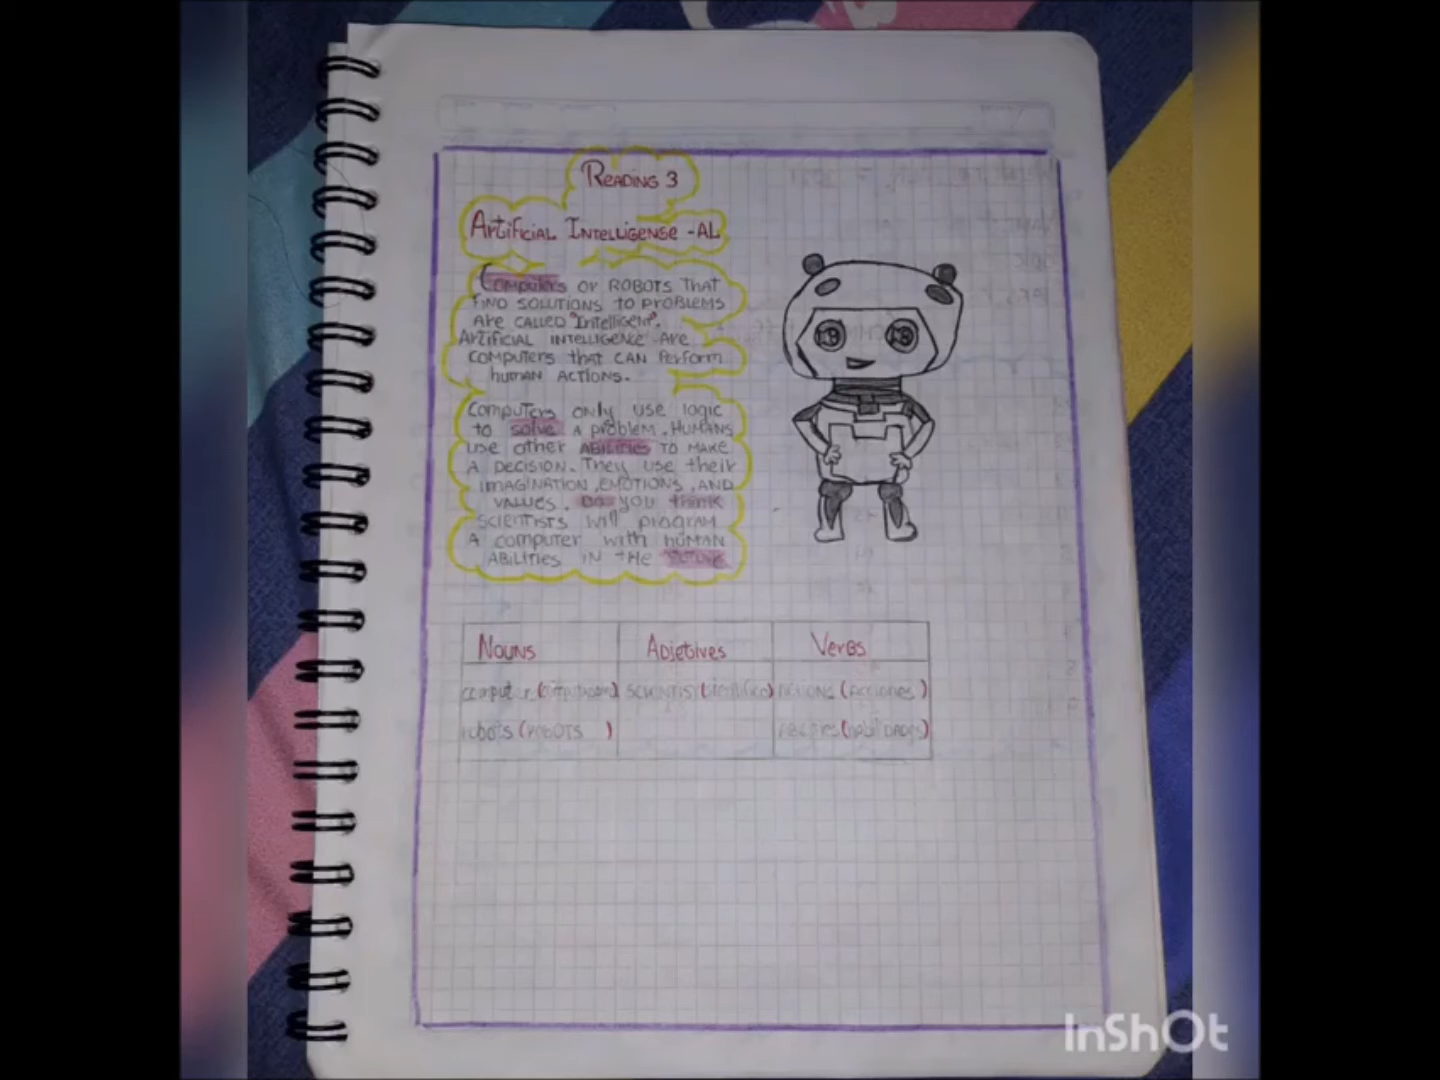 Reading 3
Artificial Intelligense -AL
Computers or robots that
find solutions to problems
are called "Intelligent".
Artificial intelligence are
computers that can perform
human actions.
Computers only use logic
to solve a problem. Humans
use other abilities to make
a decision. They use their
imagination, emotions, and
values. Do you think
scientists will program
a computer with human
abilities in the future
Nouns Adjetives Verbs
scientist (cientifico) actions (acciones)
robots (robots )
InShOt